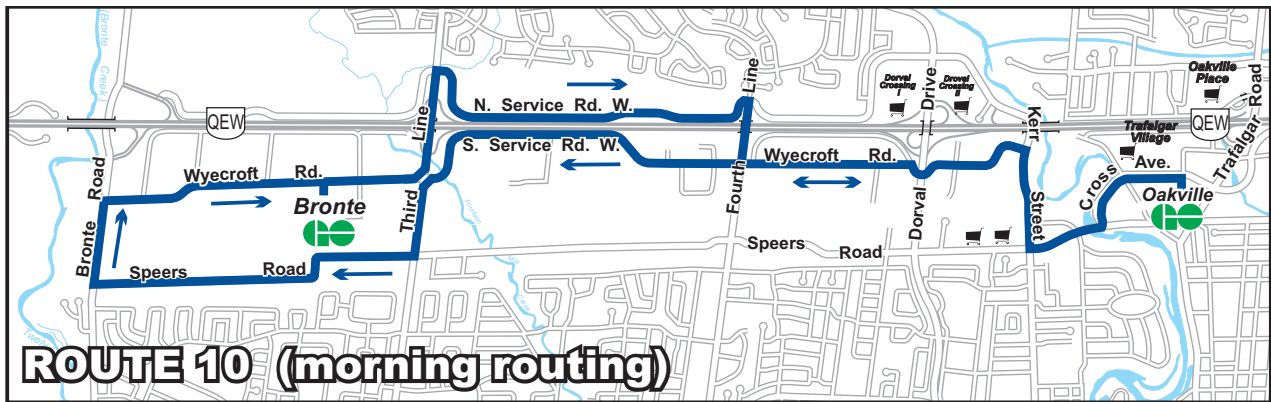 (Bronte
Creek)
QEW
Line
N. Service Rd. W.
Line
Dorval
Crossing
I
Drive
Droval
Crossing
II
Oakville
Place
Road
QEW
Kerr
Trafalgar
Village
S. Service Rd. W.
Wyecroft Rd.
Ave.
Trafalgar
Road
Wyecroft Rd.
Bronte
GO
Third
Fourth
Dorval
Street
Cross
Oakville
GO
Bronte
Speers Road
Speers Road
ROUTE 10 (morning routing)